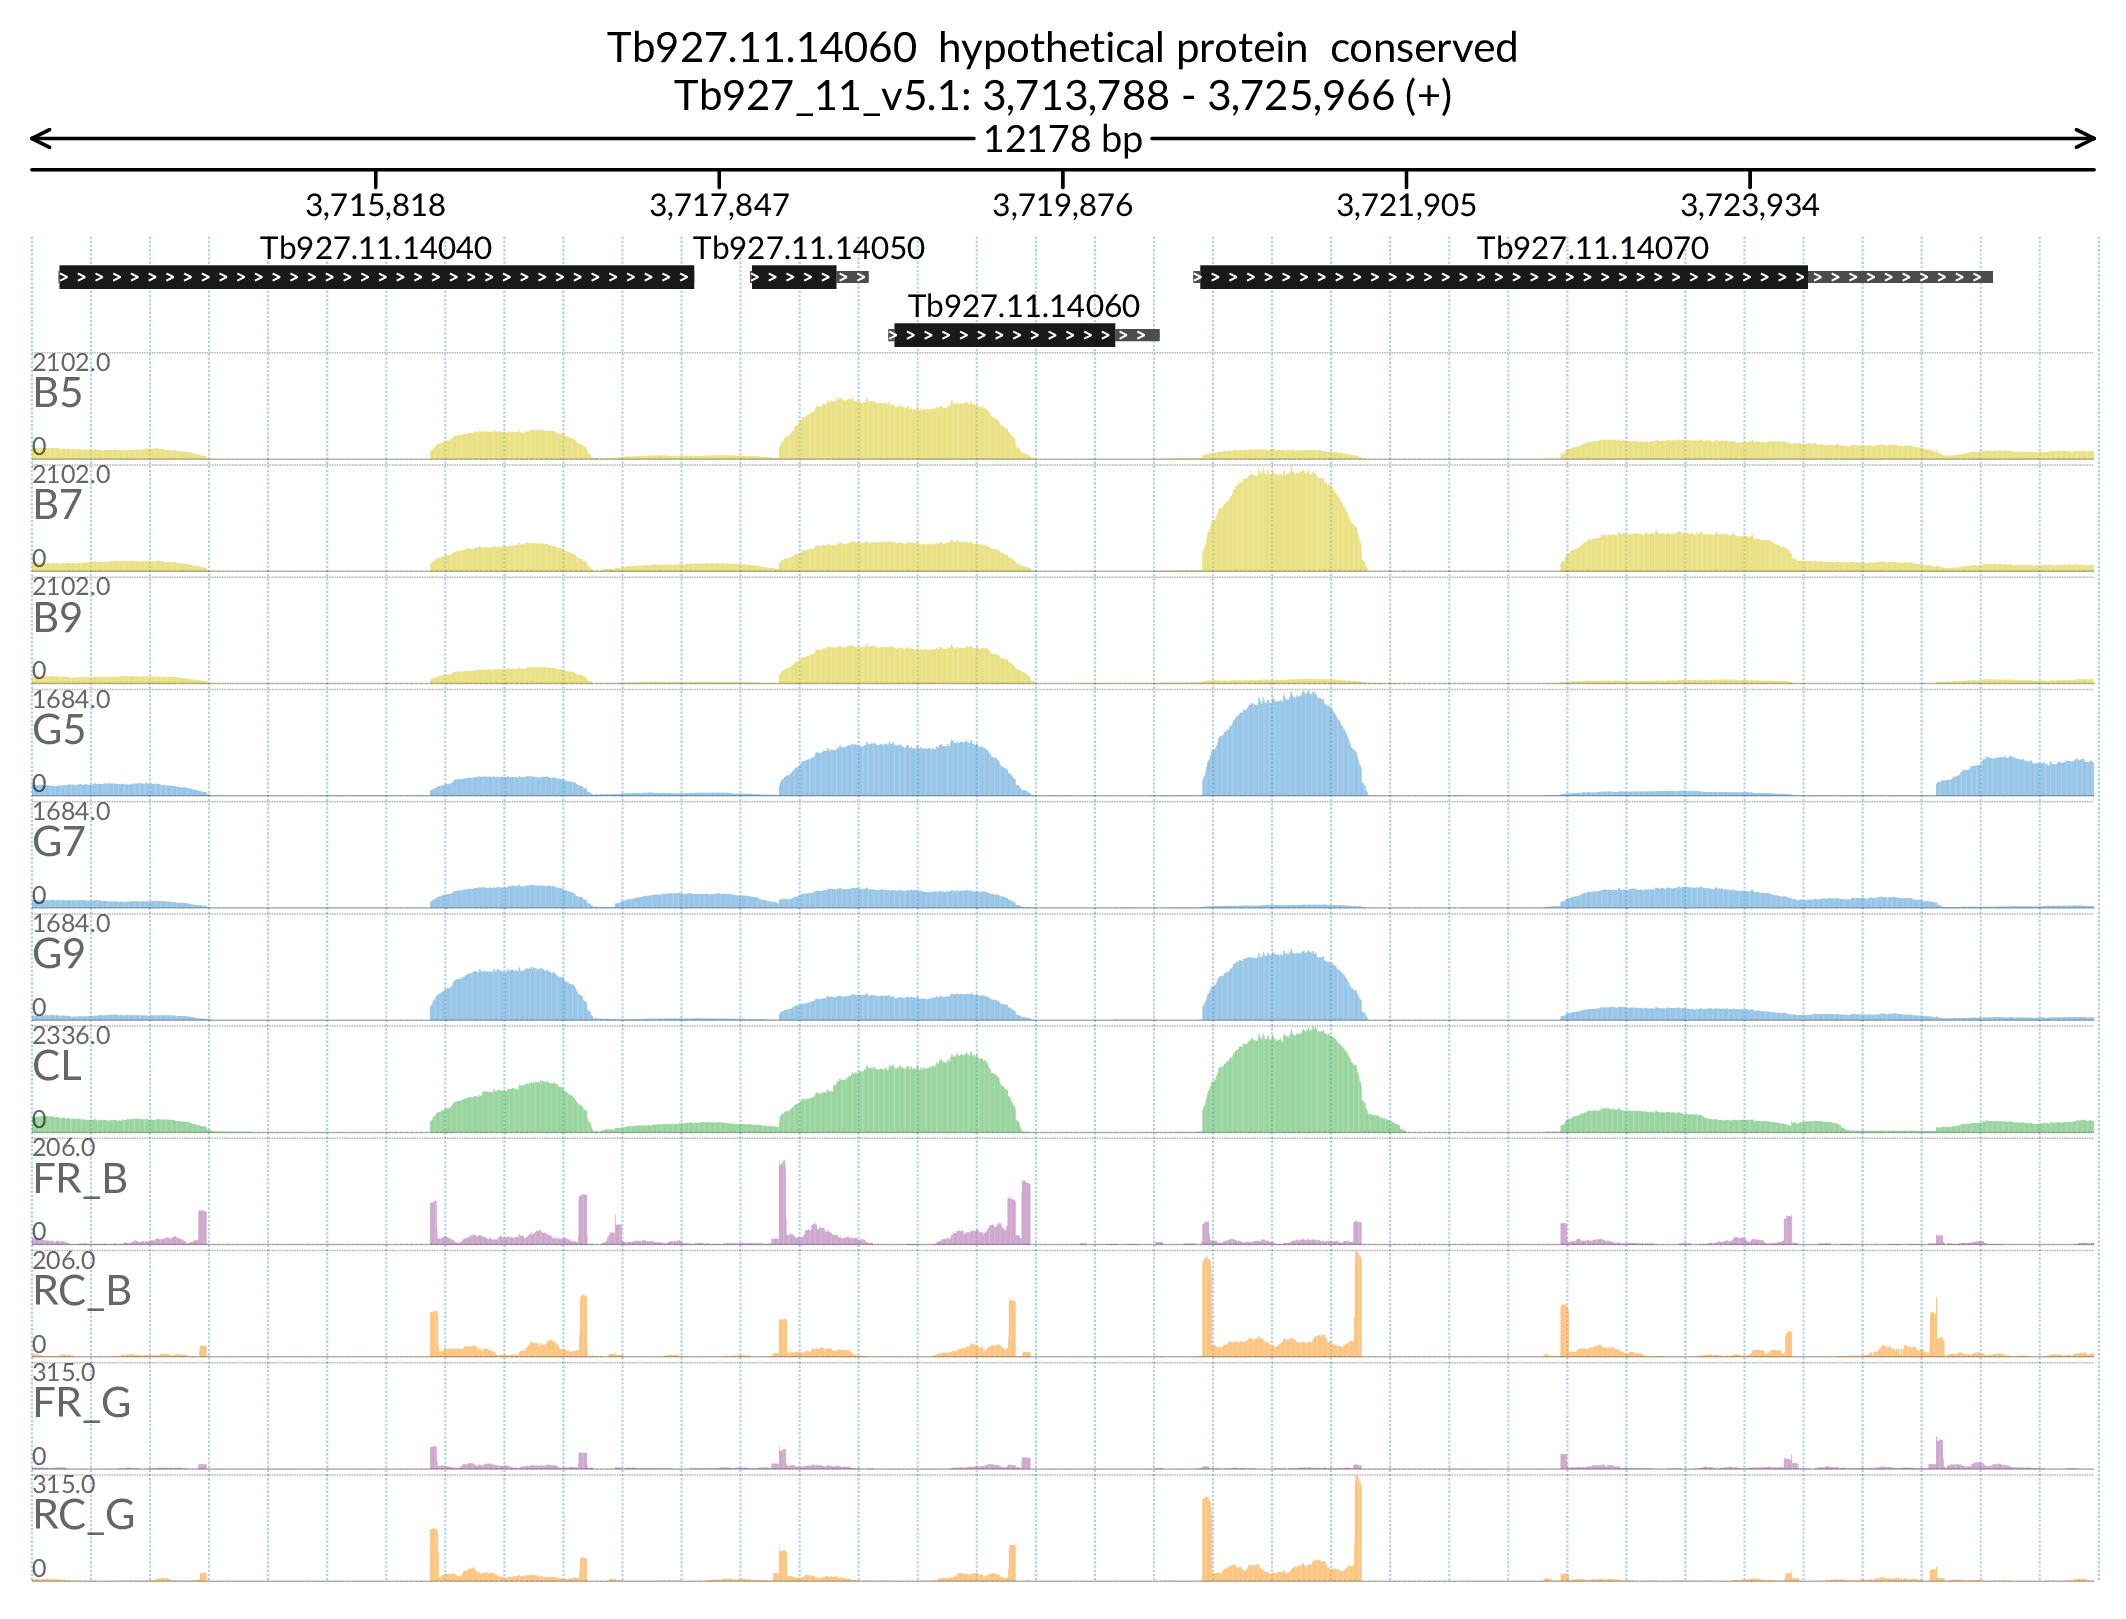 Tb927.11.14060 hypothetical protein conserved
Tb927_11_v5.1: 3,713,788 - 3,725,966 (+)
12178 bp
3,715,818 3,717,847 3,719,876 3,721,905 3,723,934
Tb927.11.14040 Tb927.11.14050 Tb927.11.14070
Tb927.11.14060
2102.0
B5
0
2102.0
B7
0
2102.0
B9
0
1684.0
G5
0
1684.0
G7
0
1684.0
G9
0
2336.0
CL
0
206.0
FR_B
0
206.0
RC_B
0
315.0
FR_G
0
315.0
RC_G
0